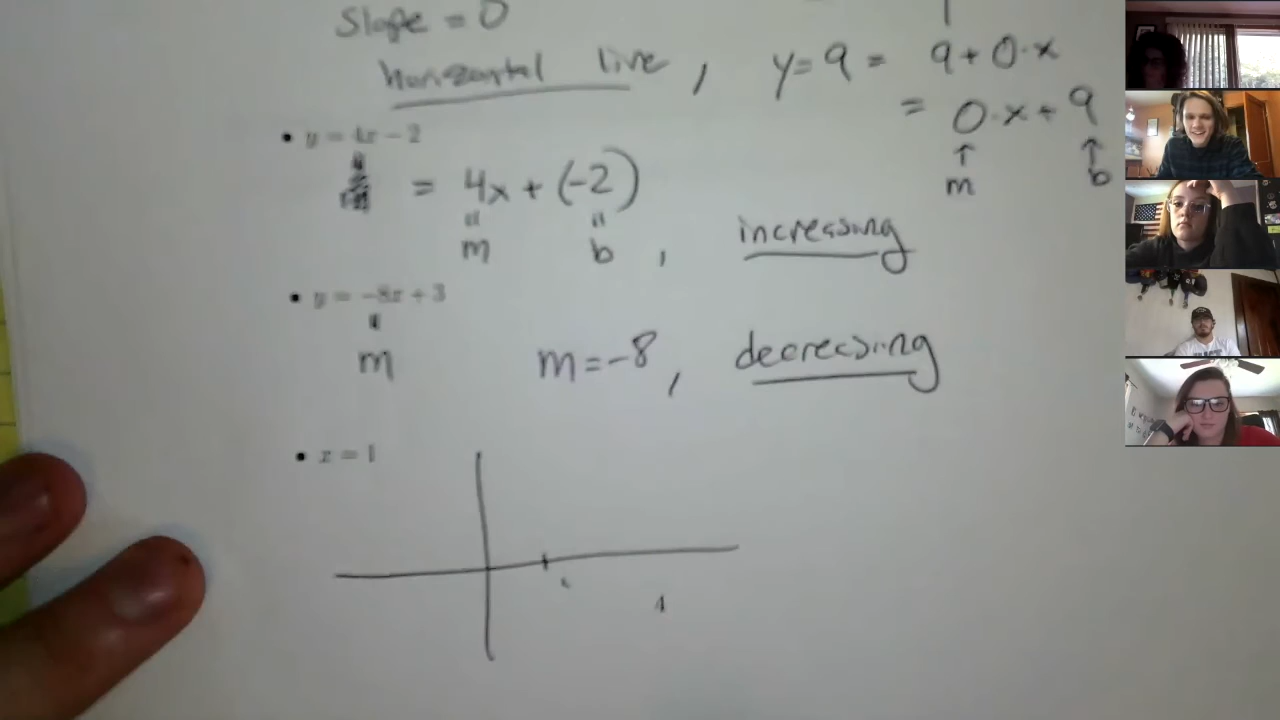 Slope = 0
horizontal line, y=9 = 9+0·x
= 0·x+9
↑ ↑
m b
• y = 4x − 2
= 4x+(-2)
" "
m b, increasing
• y = −8x + 3
"
m m=-8, decreasing
• x = 1